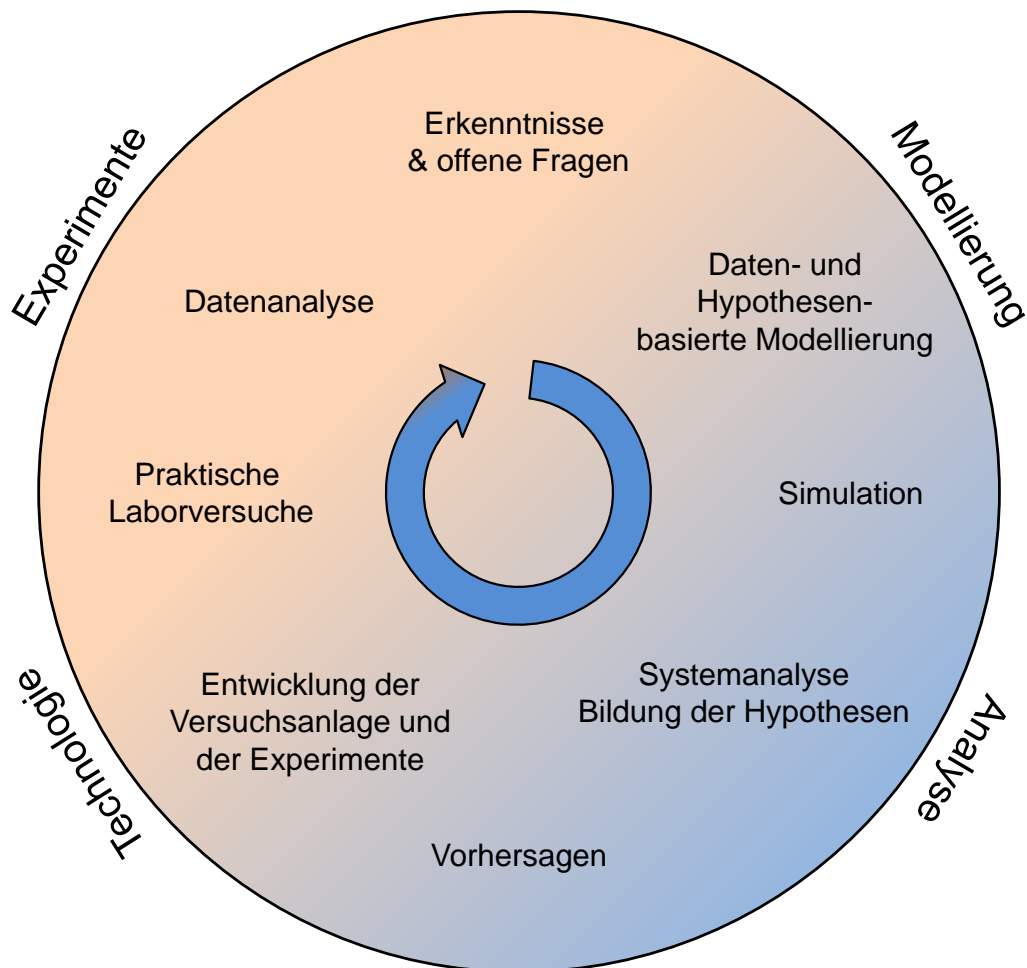 Erkenntnisse
& offene Fragen
Experimente
Modellierung
Daten- und
Hypothesen-
basierte Modellierung
Datenanalyse
Praktische
Laborversuche
Simulation
Systemanalyse
Bildung der Hypothesen
Entwicklung der
Versuchsanlage und
der Experimente
Technologie
Analyse
Vorhersagen